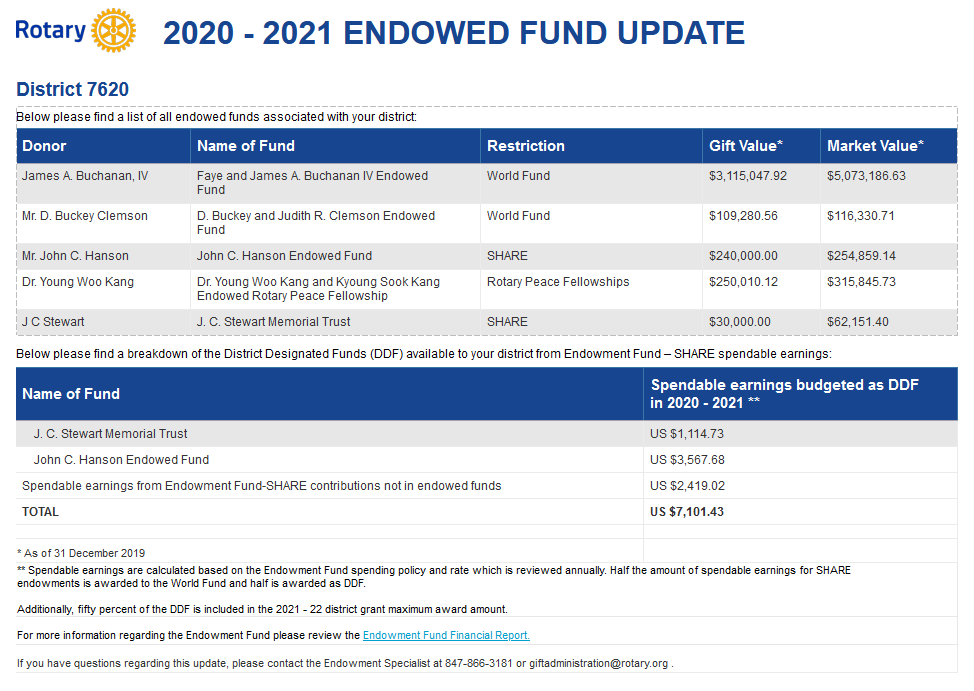 Rotary
2020 - 2021 ENDOWED FUND UPDATE
District 7620
Below please find a list of all endowed funds associated with your district:
Donor Name of Fund Restriction Gift Value* Market Value*
James A. Buchanan, IV Faye and James A. Buchanan IV Endowed World Fund $3,115,047.92 $5,073,186.63
Fund
Mr. D. Buckey Clemson D. Buckey and Judith R. Clemson Endowed World Fund $109,280.56 $116,330.71
Fund
Mr. John C. Hanson John C. Hanson Endowed Fund SHARE $240,000.00 $254,859.14
Dr. Young Woo Kang Dr. Young Woo Kang and Kyoung Sook Kang Rotary Peace Fellowships $250,010.12 $315,845.73
Endowed Rotary Peace Fellowship
J C Stewart J. C. Stewart Memorial Trust SHARE $30,000.00 $62,151.40
Below please find a breakdown of the District Designated Funds (DDF) available to your district from Endowment Fund – SHARE spendable earnings:
Name of Fund Spendable earnings budgeted as DDF
in 2020 - 2021 **
J. C. Stewart Memorial Trust US $1,114.73
John C. Hanson Endowed Fund US $3,567.68
Spendable earnings from Endowment Fund-SHARE contributions not in endowed funds US $2,419.02
TOTAL US $7,101.43
* As of 31 December 2019
** Spendable earnings are calculated based on the Endowment Fund spending policy and rate which is reviewed annually. Half the amount of spendable earnings for SHARE
endowments is awarded to the World Fund and half is awarded as DDF.
Additionally, fifty percent of the DDF is included in the 2021 - 22 district grant maximum award amount.
For more information regarding the Endowment Fund please review the Endowment Fund Financial Report.
If you have questions regarding this update, please contact the Endowment Specialist at 847-866-3181 or giftadministration@rotary.org .